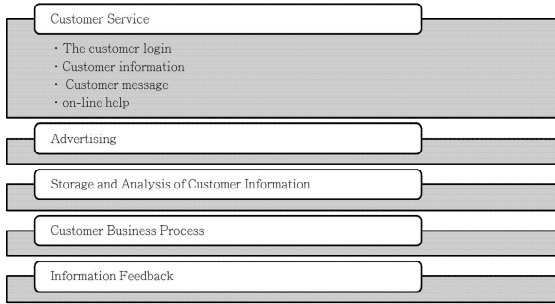 Customer Service
· The customer login
· Customer information
· Customer message
· on-line help
Advertising
Storage and Analysis of Customer Information
Customer Business Process
Information Feedback